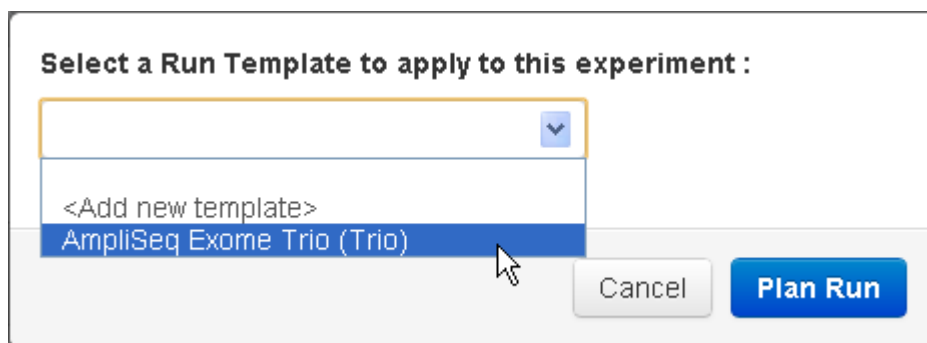 Select a Run Template to apply to this experiment :
<Add new template>
AmpliSeq Exome Trio (Trio)
Cancel
Plan Run